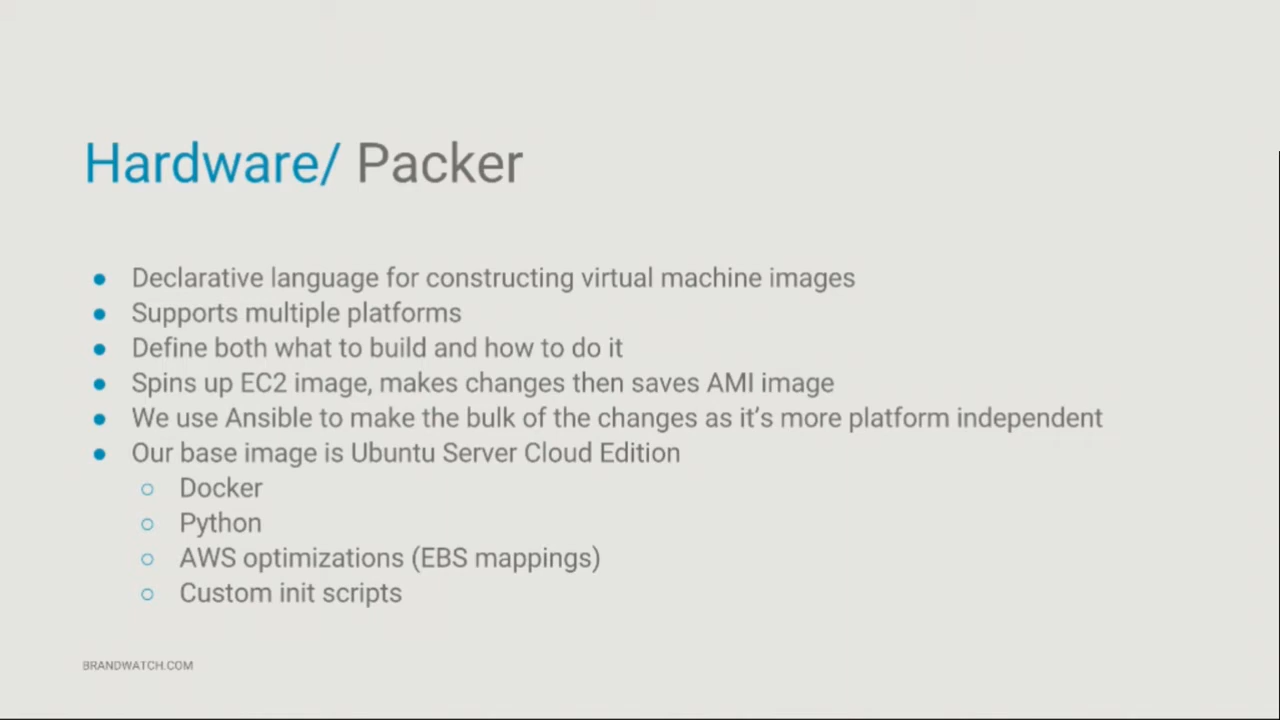 Hardware/ Packer
● Declarative language for constructing virtual machine images
● Supports multiple platforms
● Define both what to build and how to do it
● Spins up EC2 image, makes changes then saves AMI image
● We use Ansible to make the bulk of the changes as it’s more platform independent
● Our base image is Ubuntu Server Cloud Edition
○ Docker
○ Python
○ AWS optimizations (EBS mappings)
○ Custom init scripts
BRANDWATCH.COM